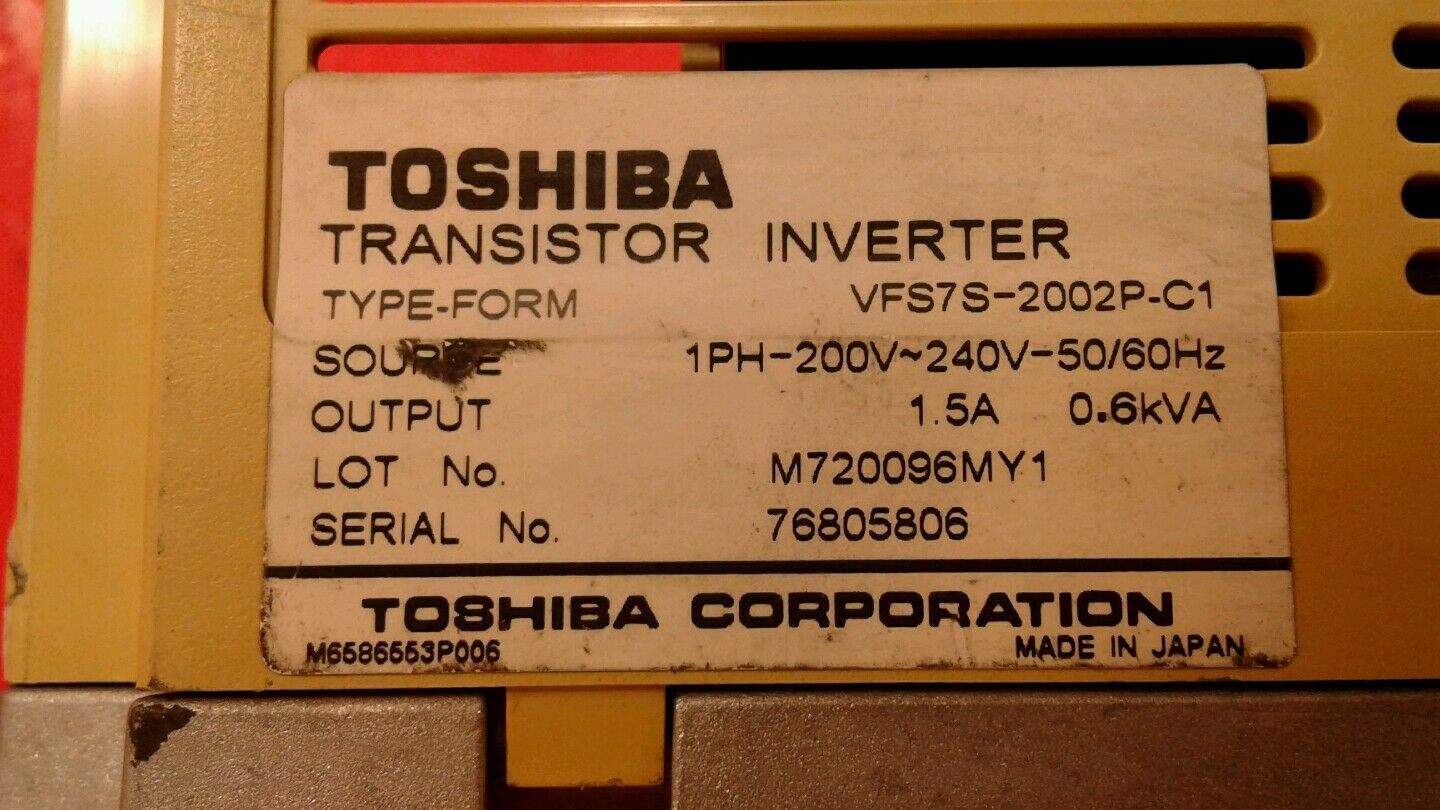 TOSHIBA
TRANSISTOR INVERTER
TYPE-FORM VFS7S-2002P-C1
SOURCE 1PH-200V~240V-50/60Hz
OUTPUT 1.5A 0.6kVA
LOT No. M720096MY1
SERIAL No. 76805806
TOSHIBA CORPORATION
M6586553P006 MADE IN JAPAN